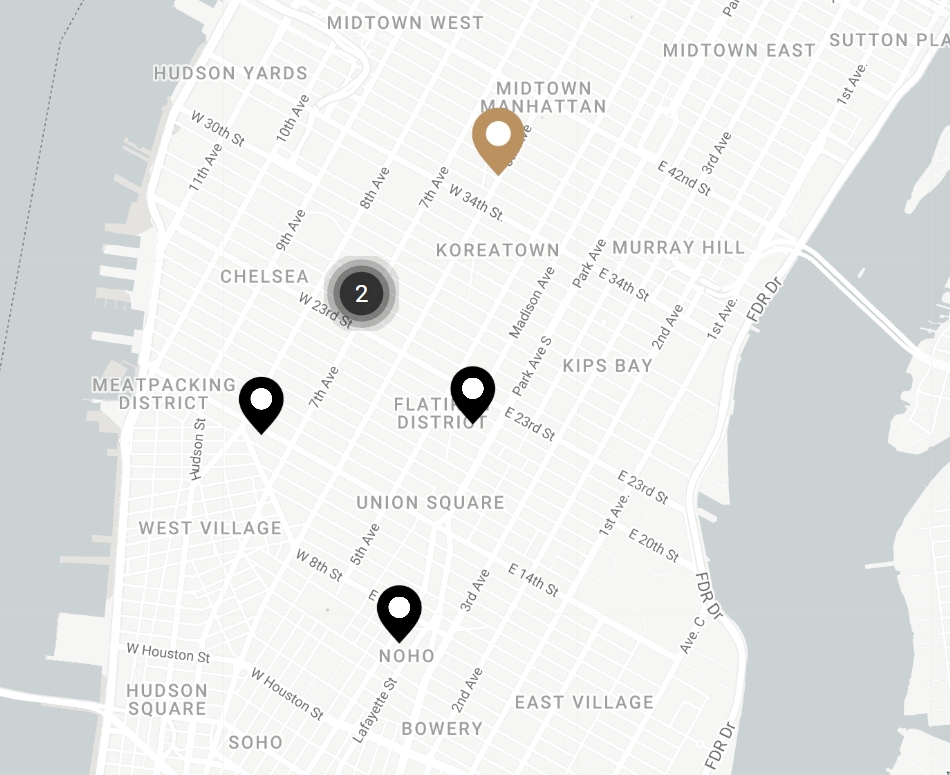 MIDTOWN WEST
SUTTON PLA
MIDTOWN EAST
HUDSON YARDS
1st Ave.
MIDTOWN
MANHATTAN
10th Ave
W 30th St
3rd Ave
11th Ave
E 42nd St
8th Ave
7th Ave
W 34th St.
9th Ave
KOREATOWN
MURRAY HILL
Park Ave
CHELSEA
E 34th St
2
Madison Ave
FDR Dr
W 23rd St
1st Ave.
2nd Ave
Park Ave S
KIPS BAY
MEATPACKING
DISTRICT
7th Ave
DISTRICT
E 23rd St
Hudson St
E 23rd St
UNION SQUARE
1st Ave.
WEST VILLAGE
5th Ave
E 20th St
W 8th St
E 14th St
3rd Ave
FDR Dr
E
Ave. C
NOHO
W Houston St
HUDSON
SQUARE
W Houston St
Lafayette St
2nd Ave
EAST VILLAGE
BOWERY
SOHO
FDR Dr